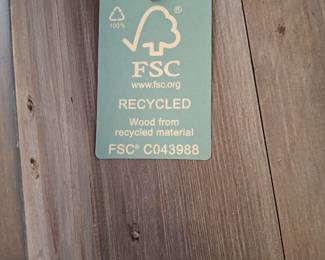 100%
®
FSC
www.fsc.org
RECYCLED
Wood from
recycled material
FSC® C043988